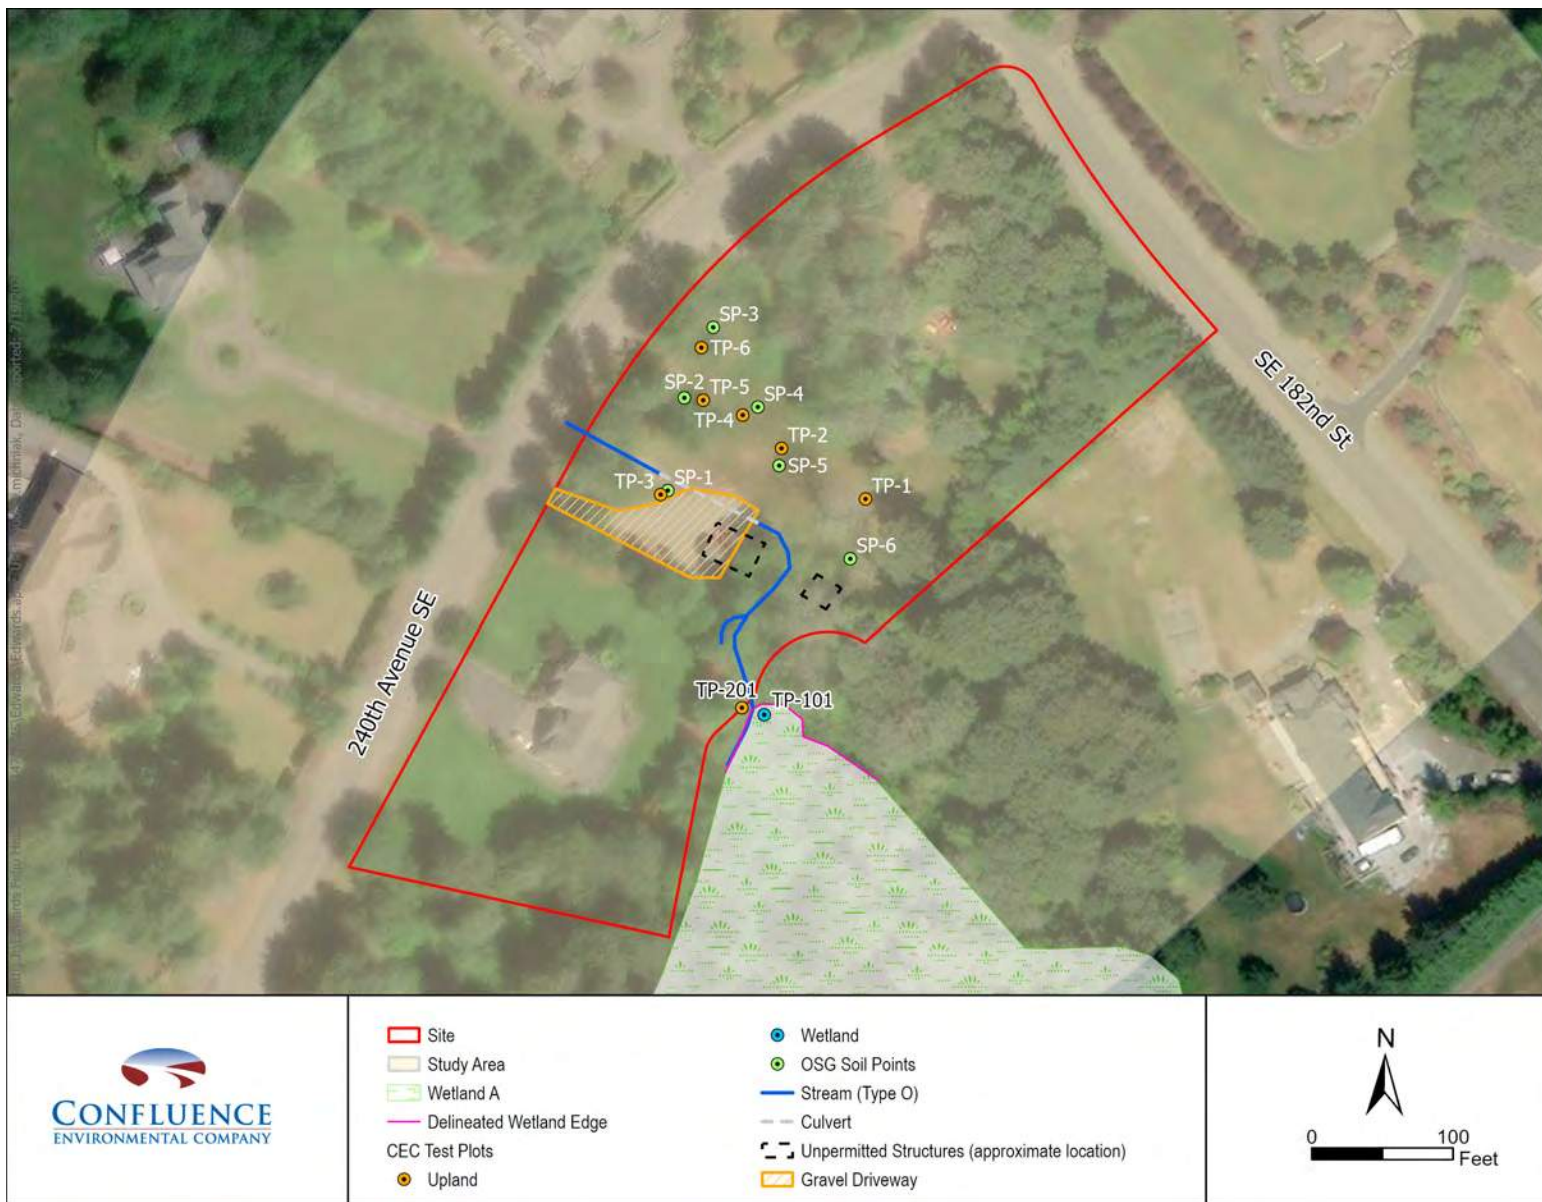 SP-3
TP-6
SP-2
TP-5
SP-4
TP-4
TP-2
SP-5
TP-3
SP-1
TP-1
SP-6
SE 182nd St
240th Avenue SE
TP-201
TP-101
CONFLUENCE
ENVIRONMENTAL COMPANY
Site
Study Area
Wetland A
Delineated Wetland Edge
CEC Test Plots
Upland
Wetland
OSG Soil Points
Stream (Type O)
Culvert
Unpermitted Structures (approximate location)
Gravel Driveway
N
0 100
Feet